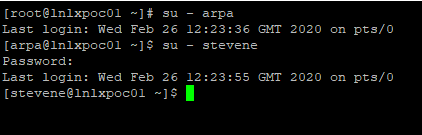 [root@lnlxpoc01 ~]# su - arpa
Last login: Wed Feb 26 12:23:36 GMT 2020 on pts/0
[arpa@lnlxpoc01 ~]$ su - stevene
Password:
Last login: Wed Feb 26 12:23:55 GMT 2020 on pts/0
[stevene@lnlxpoc01 ~]$